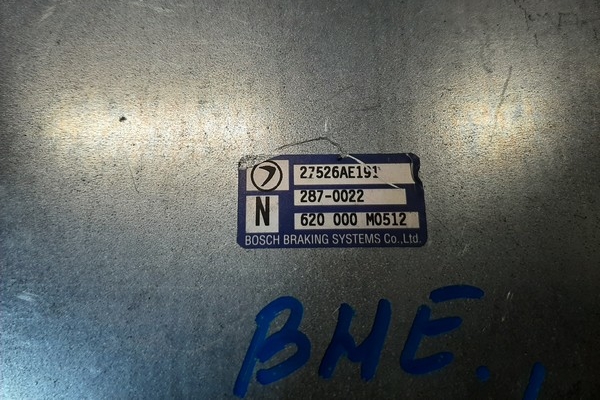 27526AE191
287-0022
N
620 000 M0512
BOSCH BRAKING SYSTEMS Co.,Ltd.
BHE.,